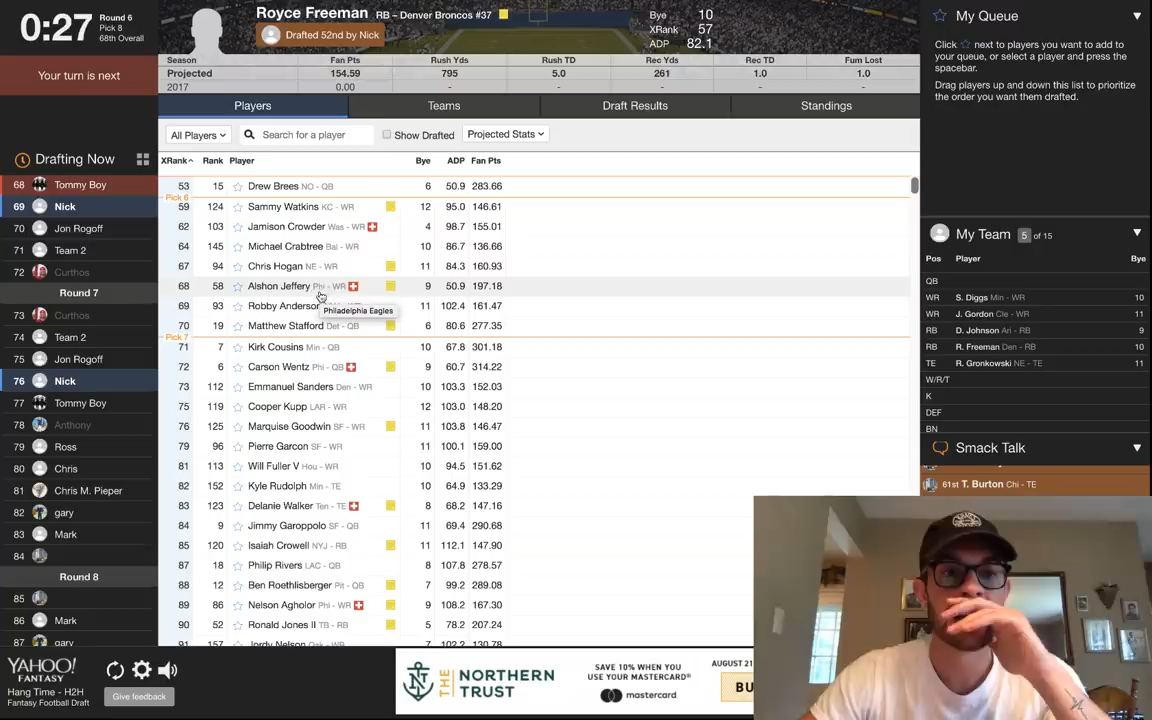 0:27
Round 6
Pick 8
68th Overall
Your turn is next
Royce Freeman RB – Denver Broncos #37
Drafted 52nd by Nick
Bye 10
XRank 57
ADP 82.1
Season Fan Pts Rush Yds Rush TD Rec Yds Rec TD Fum Lost
Projected 154.59 795 5.0 261 1.0 1.0
2017 0.00 - - - - -
Players Teams Draft Results Standings
All Players Search for a player Show Drafted Projected Stats
Drafting Now
68 Tommy Boy
69 Nick
70 Jon Rogoff
71 Team 2
72 Curthos
Round 7
73 Curthos
74 Team 2
75 Jon Rogoff
76 Nick
77 Tommy Boy
78 Anthony
79 Ross
80 Chris
81 Chris M. Pieper
82 gary
83 Mark
84
Round 8
85
86 Mark
87 gary
XRank Rank Player Bye ADP Fan Pts
53 15 Drew Brees NO - QB 6 50.9 283.66
Pick 6
59 124 Sammy Watkins KC - WR 12 95.0 146.61
62 103 Jamison Crowder Was - WR 4 98.7 155.01
64 145 Michael Crabtree Bal - WR 10 86.7 136.66
67 94 Chris Hogan NE - WR 11 84.3 160.93
68 58 Alshon Jeffery Phi - WR 9 50.9 197.18
69 93 Robby Anderson 11 102.4 161.47
Philadelphia Eagles
70 19 Matthew Stafford Det - QB 6 80.6 277.35
Pick 7
71 7 Kirk Cousins Min - QB 10 67.8 301.18
72 6 Carson Wentz Phi - QB 9 60.7 314.22
73 112 Emmanuel Sanders Den - WR 10 103.3 152.03
75 119 Cooper Kupp LAR - WR 12 103.0 148.20
76 125 Marquise Goodwin SF - WR 11 103.8 146.47
79 96 Pierre Garcon SF - WR 11 100.1 159.00
81 113 Will Fuller V Hou - WR 10 94.5 151.62
82 152 Kyle Rudolph Min - TE 10 64.9 133.29
83 123 Delanie Walker Ten - TE 8 68.2 147.16
84 9 Jimmy Garoppolo SF - QB 11 69.4 290.68
85 120 Isaiah Crowell NYJ - RB 11 112.1 147.90
87 18 Philip Rivers LAC - QB 8 107.8 278.57
88 12 Ben Roethlisberger Pit - QB 7 99.2 289.08
89 86 Nelson Agholor Phi - WR 9 108.2 167.30
90 52 Ronald Jones II TB - RB 5 78.2 207.24
91 157 Jordy Nelson Oak - WR 7 102.2 130.78
My Queue
Click next to players you want to add to
your queue, or select a player and press the
spacebar.
Drag players up and down this list to prioritize
the order you want them drafted.
My Team 5 of 15
Pos Player Bye
QB
WR S. Diggs Min - WR 10
WR J. Gordon Cle - WR 11
RB D. Johnson Ari - RB 9
RB R. Freeman Den - RB 10
TE R. Gronkowski NE - TE 11
W/R/T
K
DEF
BN
Smack Talk
61st T. Burton Chi - TE
YAHOO!
FANTASY
Hang Time - H2H
Fantasy Football Draft
Give feedback
THE NORTHERN
TRUST
SAVE 10% WHEN YOU
USE YOUR MASTERCARD®
mastercard.
AUGUST 21
BU